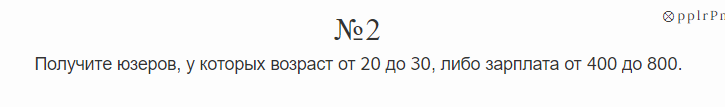 №2
Получите юзеров, у которых возраст от 20 до 30, либо зарплата от 400 до 800.